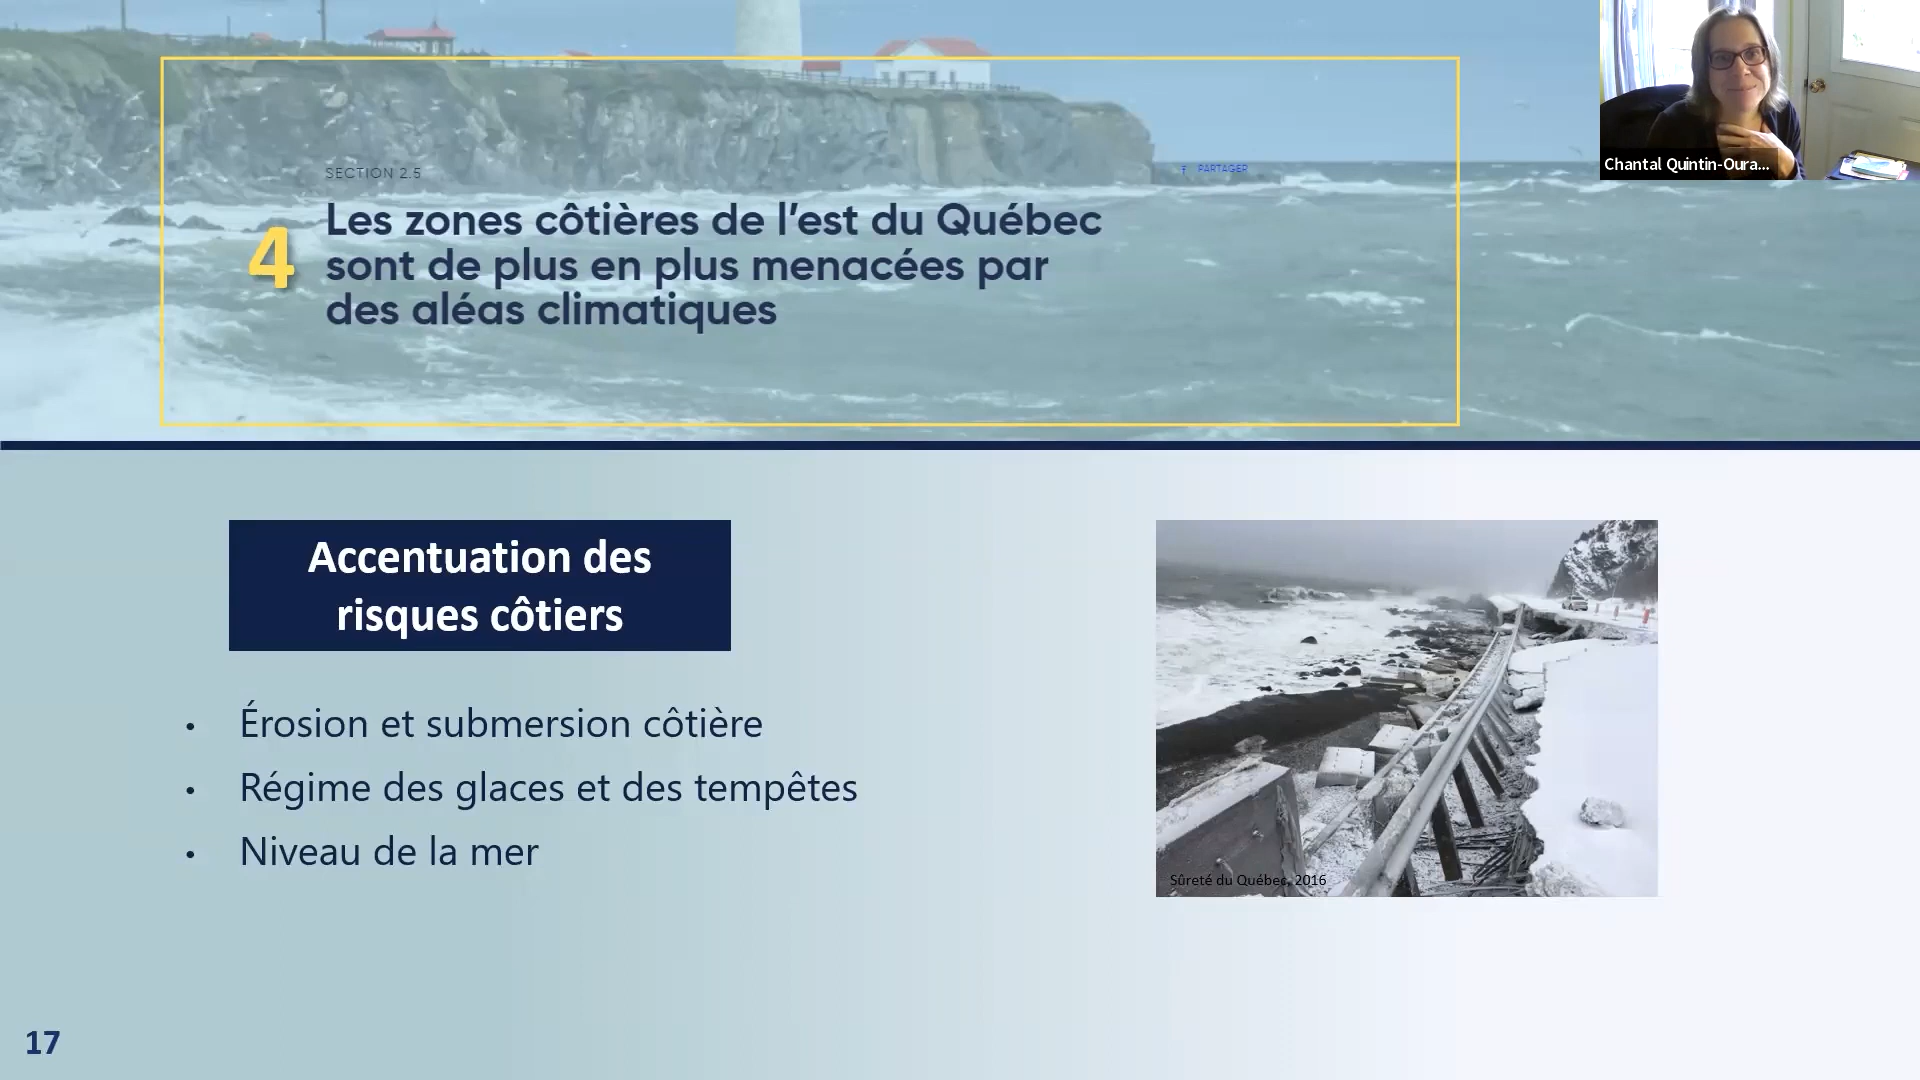 SECTION 2.5
PARTAGER
4
Les zones côtières de l’est du Québec
sont de plus en plus menacées par
des aléas climatiques
Chantal Quintin-Oura...
Accentuation des
risques côtiers
• Érosion et submersion côtière
• Régime des glaces et des tempêtes
• Niveau de la mer
Sûreté du Québec, 2016
17